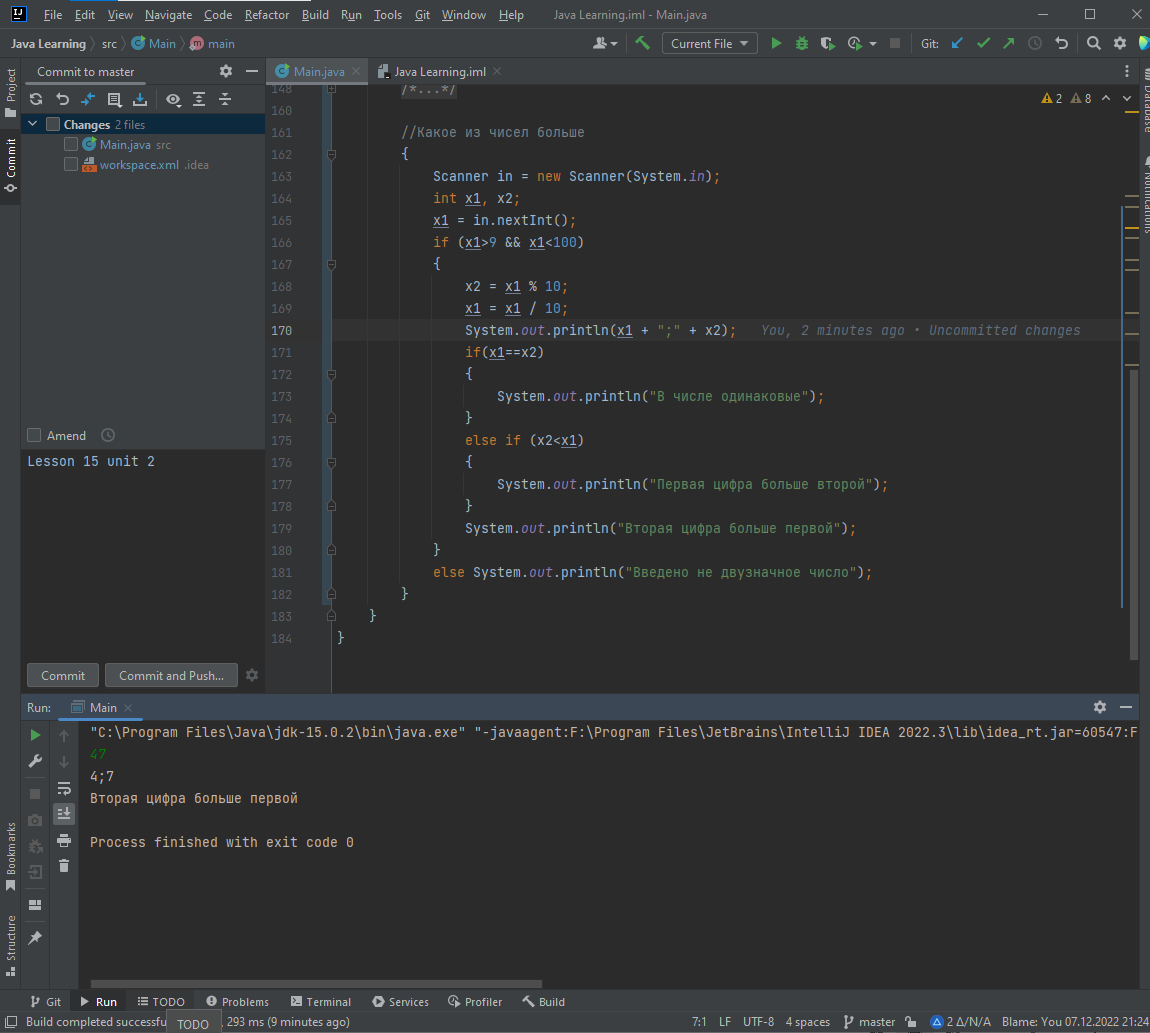 File Edit View Navigate Code Refactor Build Run Tools Git Window Help Java Learning.iml - Main.java
Java Learning src Main main Current File Git:
Commit to master Main.java Java Learning.iml
Project
Commit
Changes 2 files
Main.java src
workspace.xml .idea
Amend
Lesson 15 unit 2
Commit Commit and Push...
2 8
Database
Notifications
148 /*...*/
160
161 //Какое из чисел больше
162 {
163 Scanner in = new Scanner(System.in);
164 int x1, x2;
165 x1 = in.nextInt();
166 if (x1>9 && x1<100)
167 {
168 x2 = x1 % 10;
169 x1 = x1 / 10;
170 System.out.println(x1 + ";" + x2); You, 2 minutes ago • Uncommitted changes
171 if(x1==x2)
172 {
173 System.out.println("В числе одинаковые");
174 }
175 else if (x2<x1)
176 {
177 System.out.println("Первая цифра больше второй");
178 }
179 System.out.println("Вторая цифра больше первой");
180 }
181 else System.out.println("Введено не двузначное число");
182 }
183 }
184 }
Run: Main
"C:\Program Files\Java\jdk-15.0.2\bin\java.exe" "-javaagent:F:\Program Files\JetBrains\IntelliJ IDEA 2022.3\lib\idea_rt.jar=60547:F
47
4;7
Вторая цифра больше первой
Process finished with exit code 0
Bookmarks
Structure
Git Run TODO Problems Terminal Services Profiler Build
Build completed successfu TODO , 293 ms (9 minutes ago) 7:1 LF UTF-8 4 spaces master 2 Δ/N/A Blame: You 07.12.2022 21:24